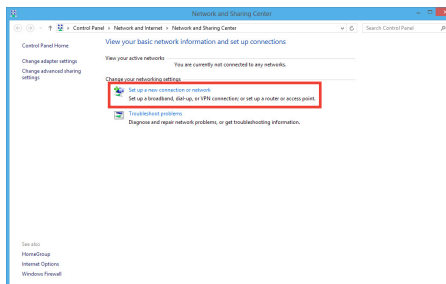 Network and Sharing Center
Control Panel ▸ Network and Internet ▸ Network and Sharing Center
Search Control Panel
Control Panel Home
Change adapter settings
Change advanced sharing
settings
View your basic network information and set up connections
View your active networks
You are currently not connected to any networks.
Change your networking settings
Set up a new connection or network
Set up a broadband, dial-up, or VPN connection; or set up a router or access point.
Troubleshoot problems
Diagnose and repair network problems, or get troubleshooting information.
See also
HomeGroup
Internet Options
Windows Firewall